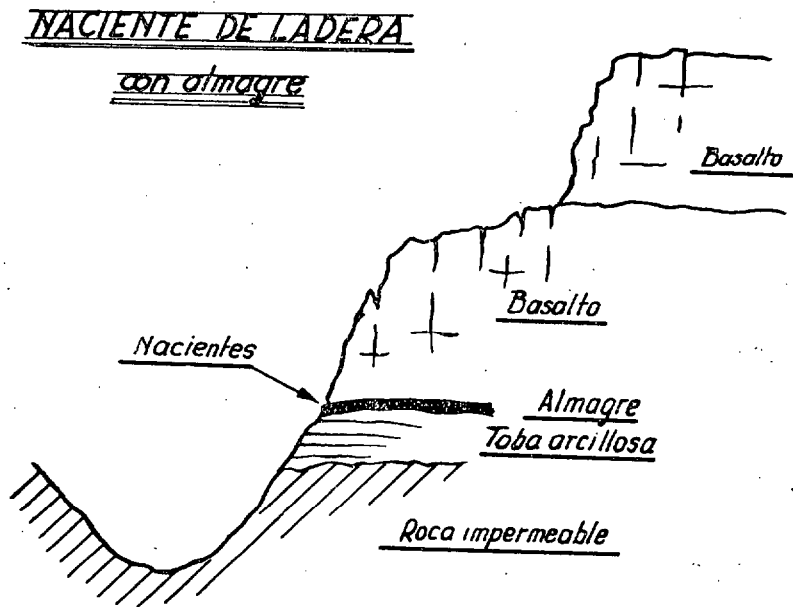 NACIENTE DE LADERA
con almagre
Basalto
Basalto
Nacientes
Almagre
Toba arcillosa
Roca impermeable